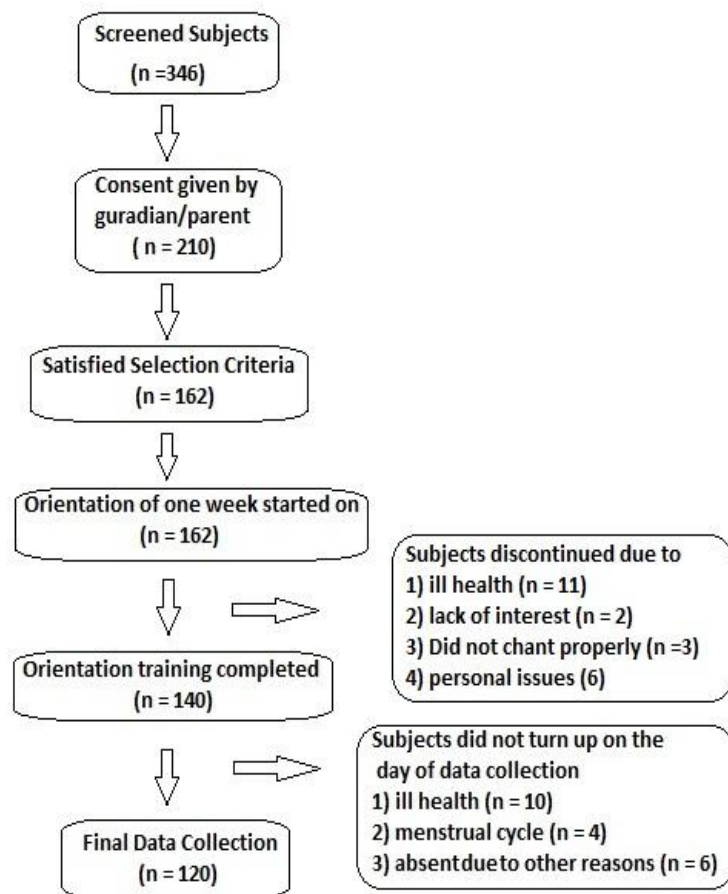 Screened Subjects
(n =346)
Consent given by
guradian/parent
( n = 210)
Satisfied Selection Criteria
(n = 162)
Orientation of one week started on
(n = 162)
Subjects discontinued due to
1) ill health (n = 11)
2) lack of interest (n = 2)
3) Did not chant properly (n =3)
4) personal issues (6)
Orientation training completed
(n = 140)
Subjects did not turn up on the
day of data collection
1) ill health (n = 10)
2) menstrual cycle (n = 4)
3) absent due to other reasons (n = 6)
Final Data Collection
(n = 120)